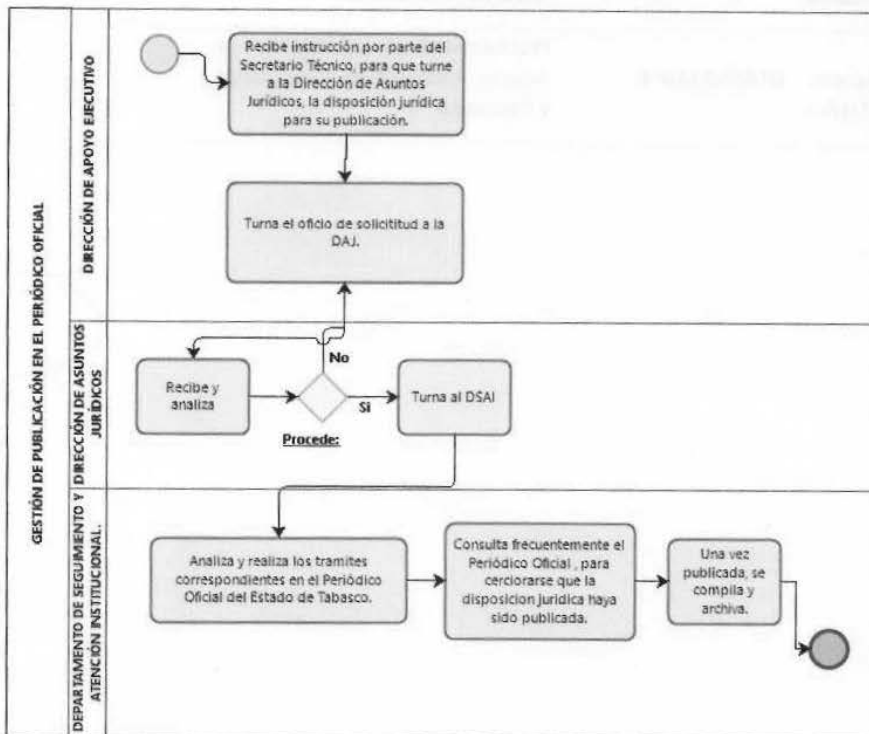 GESTIÓN DE PUBLICACIÓN EN EL PERIÓDICO OFICIAL
DIRECCIÓN DE APOYO EJECUTIVO
Recibe instrucción por parte del
Secretario Técnico, para que turne
a la Dirección de Asuntos
Jurídicos, la disposición jurídica
para su publicación.
Turna el oficio de solicititud a la
DAJ.
DIRECCIÓN DE ASUNTOS
JURÍDICOS
Recibe y
analiza
No
Si
Procede:
Turna al DSAI
DEPARTAMENTO DE SEGUIMIENTO Y
ATENCIÓN INSTITUCIONAL.
Analiza y realiza los tramites
correspondientes en el Periódico
Oficial del Estado de Tabasco.
Consulta frecuentemente el
Periódico Oficial , para
cerciorarse que la
disposicion juridica haya
sido publicada.
Una vez
publicada, se
compila y
archiva.